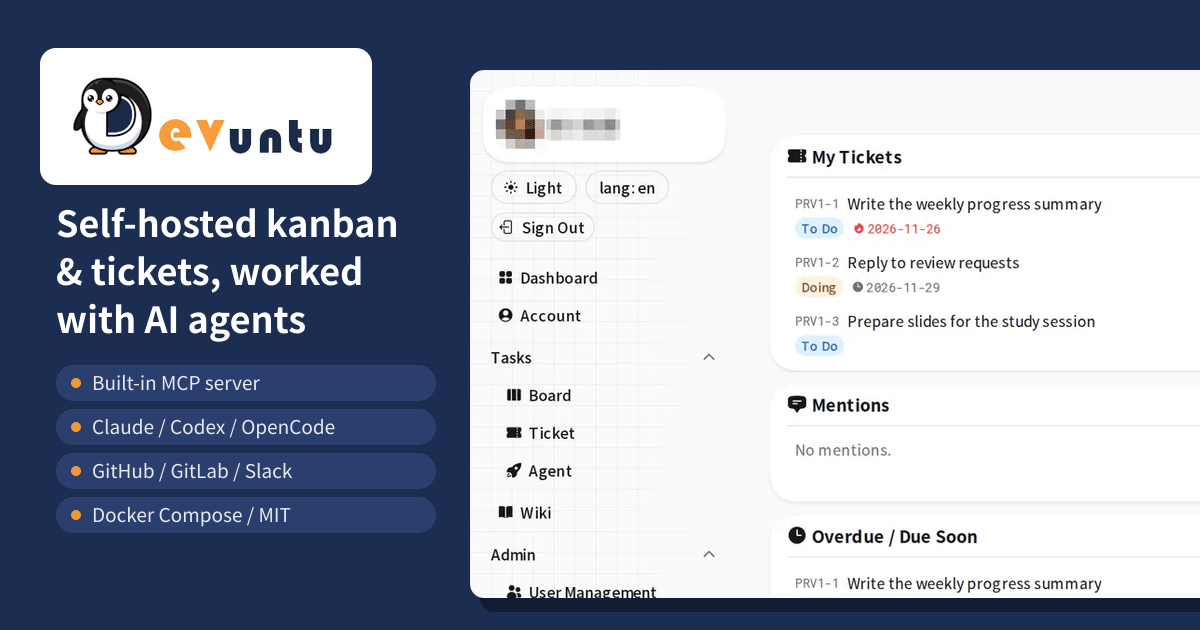 Devuntu
Self-hosted kanban
& tickets, worked
with AI agents
Built-in MCP server
Claude / Codex / OpenCode
GitHub / GitLab / Slack
Docker Compose / MIT
Light
lang: en
Sign Out
Dashboard
Account
Tasks
Board
Ticket
Agent
Wiki
Admin
User Management
My Tickets
PRV1-1 Write the weekly progress summary
To Do 2026-11-26
PRV1-2 Reply to review requests
Doing 2026-11-29
PRV1-3 Prepare slides for the study session
To Do
Mentions
No mentions.
Overdue / Due Soon
PRV1-1 Write the weekly progress summary